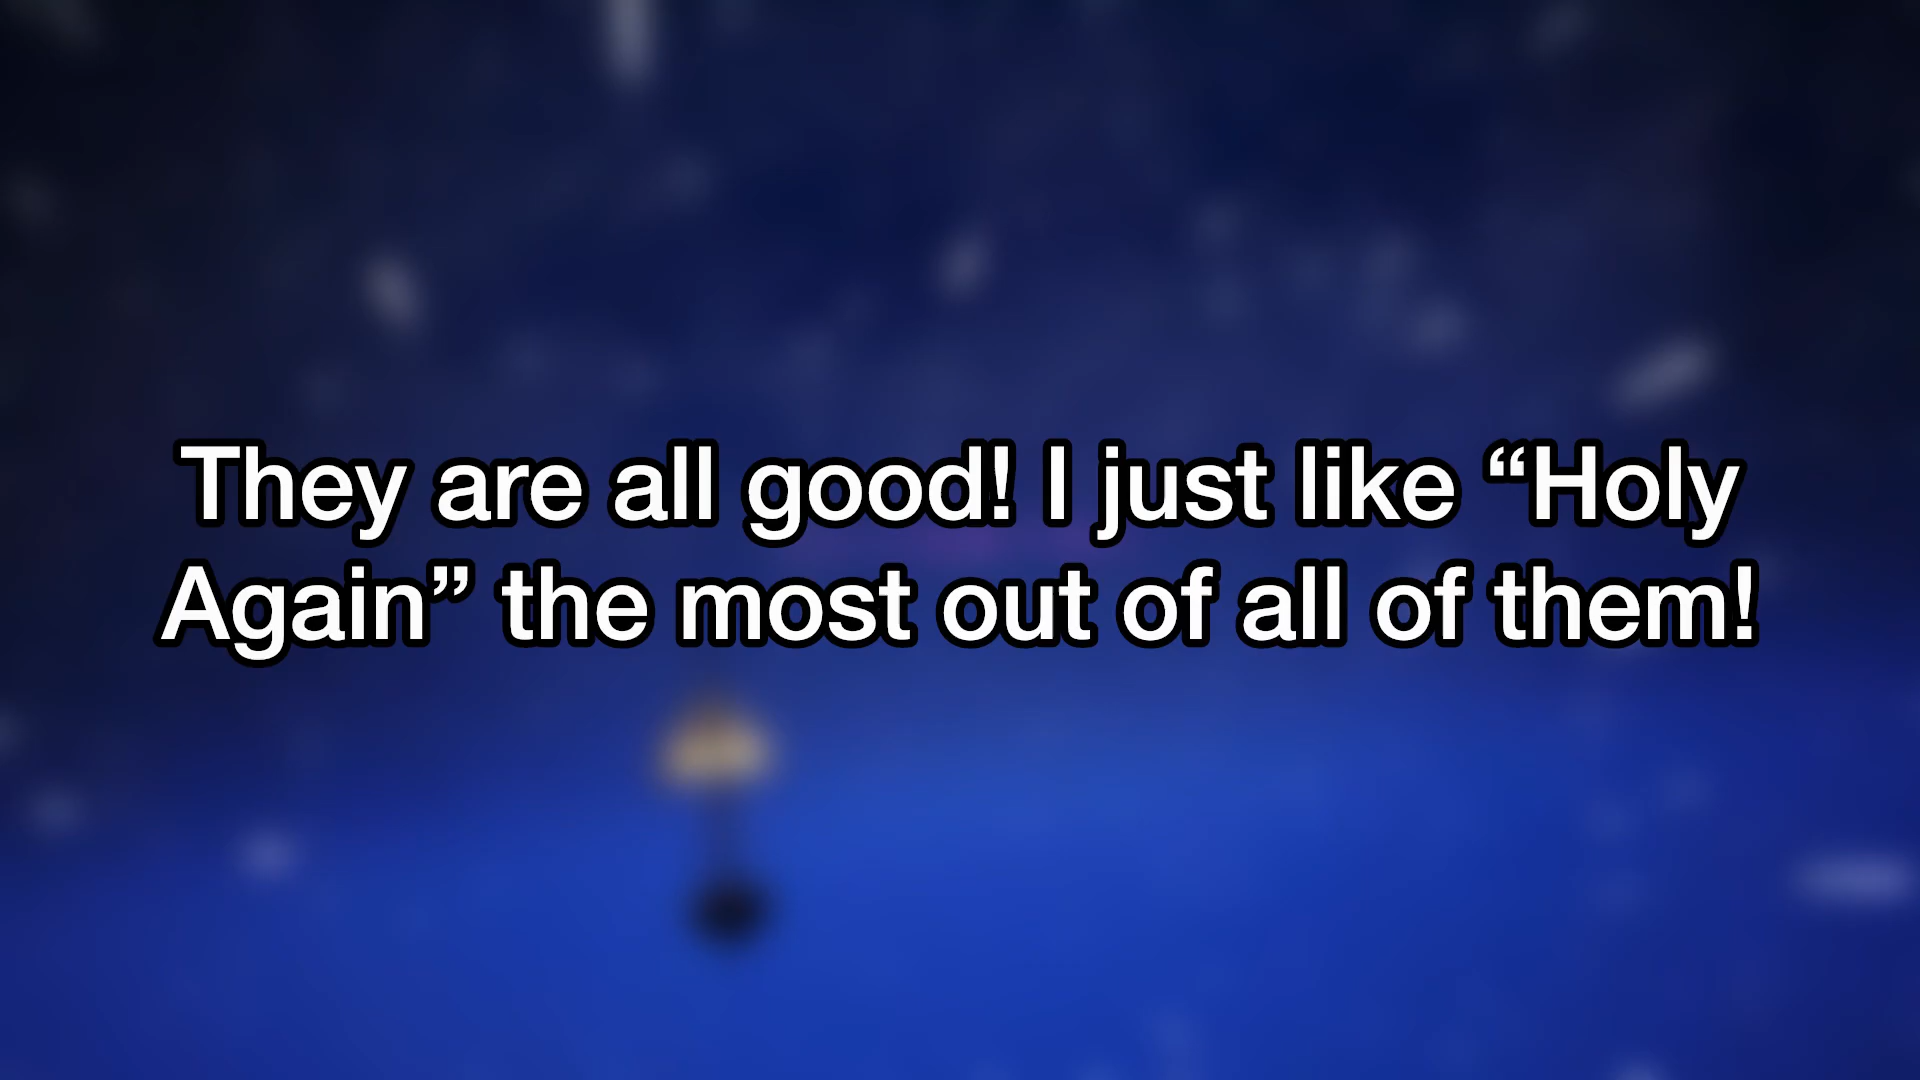 They are all good! I just like “Holy
Again” the most out of all of them!